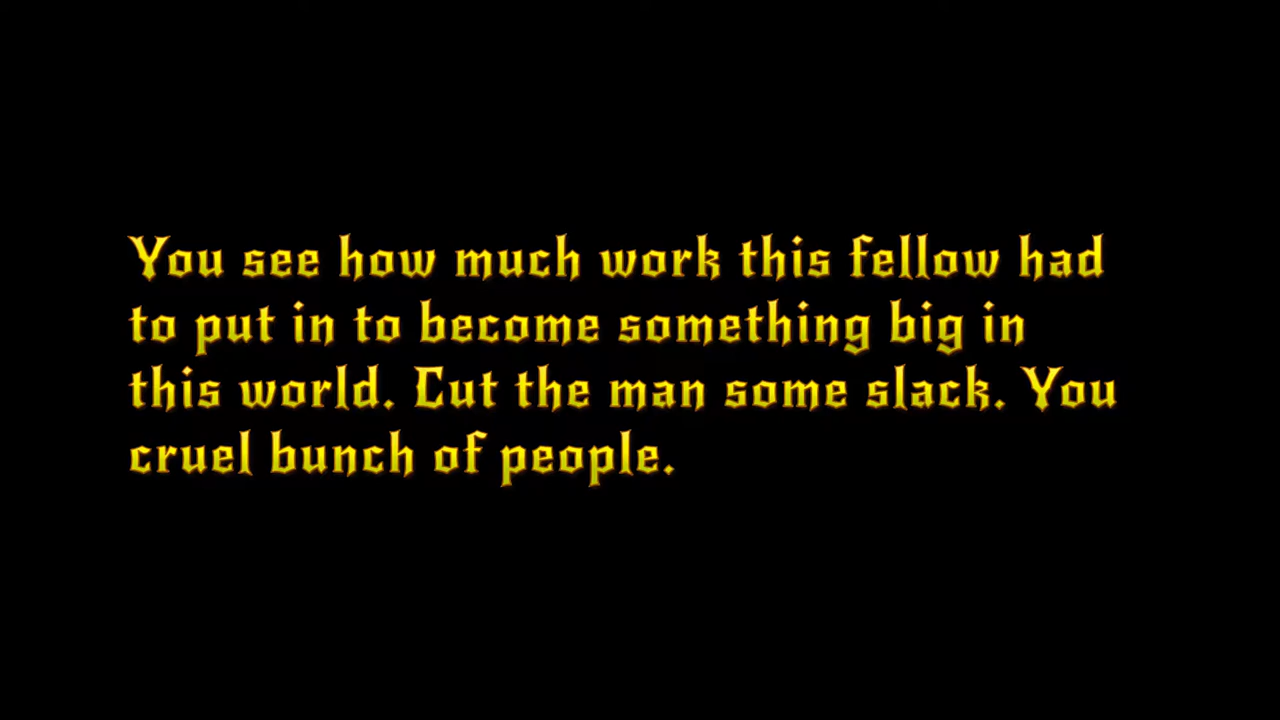 You see how much work this fellow had
to put in to become something big in
this world. Cut the man some slack. You
cruel bunch of people.